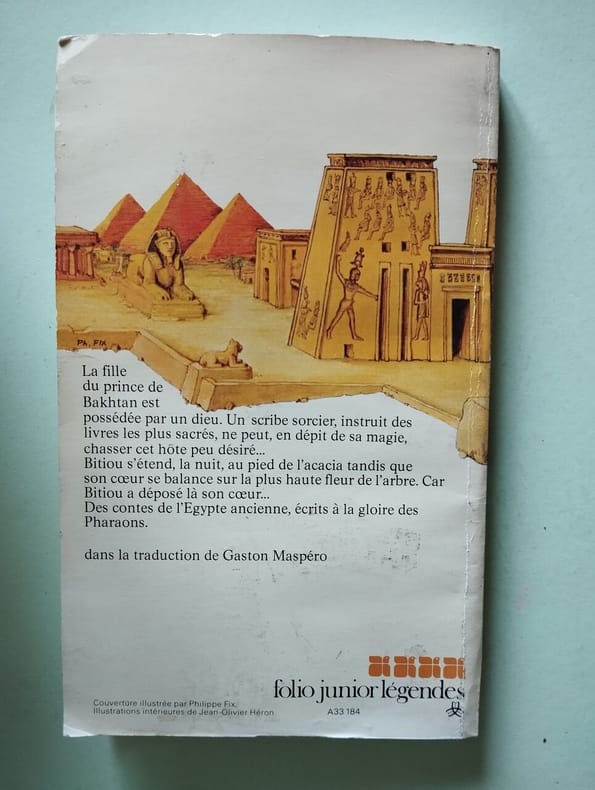 PH. FIX
La fille
du prince de
Bakhtan est
possédée par un dieu. Un scribe sorcier, instruit des
livres les plus sacrés, ne peut, en dépit de sa magie,
chasser cet hôte peu désiré...
Bitiou s'étend, la nuit, au pied de l'acacia tandis que
son cœur se balance sur la plus haute fleur de l'arbre. Car
Bitiou a déposé là son cœur...
Des contes de l'Egypte ancienne, écrits à la gloire des
Pharaons.
dans la traduction de Gaston Maspéro
folio junior légendes
Couverture illustrée par Philippe Fix.
Illustrations intérieures de Jean-Olivier Héron
A33 184